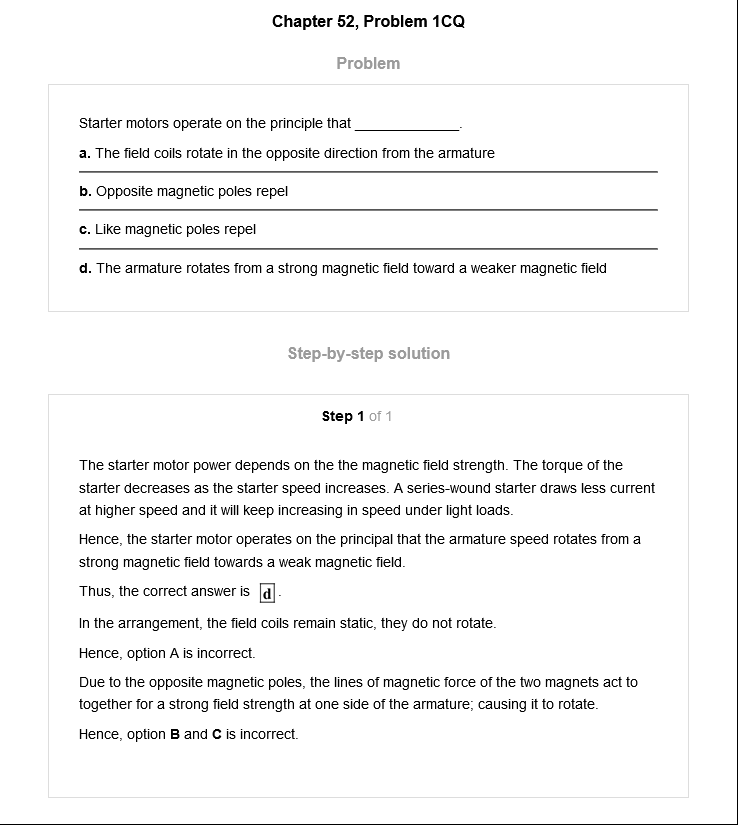 Chapter 52, Problem 1CQ
Problem
Starter motors operate on the principle that _____________.
a. The field coils rotate in the opposite direction from the armature
b. Opposite magnetic poles repel
c. Like magnetic poles repel
d. The armature rotates from a strong magnetic field toward a weaker magnetic field
Step-by-step solution
Step 1 of 1
The starter motor power depends on the the magnetic field strength. The torque of the
starter decreases as the starter speed increases. A series-wound starter draws less current
at higher speed and it will keep increasing in speed under light loads.
Hence, the starter motor operates on the principal that the armature speed rotates from a
strong magnetic field towards a weak magnetic field.
Thus, the correct answer is d.
In the arrangement, the field coils remain static, they do not rotate.
Hence, option A is incorrect.
Due to the opposite magnetic poles, the lines of magnetic force of the two magnets act to
together for a strong field strength at one side of the armature; causing it to rotate.
Hence, option B and C is incorrect.